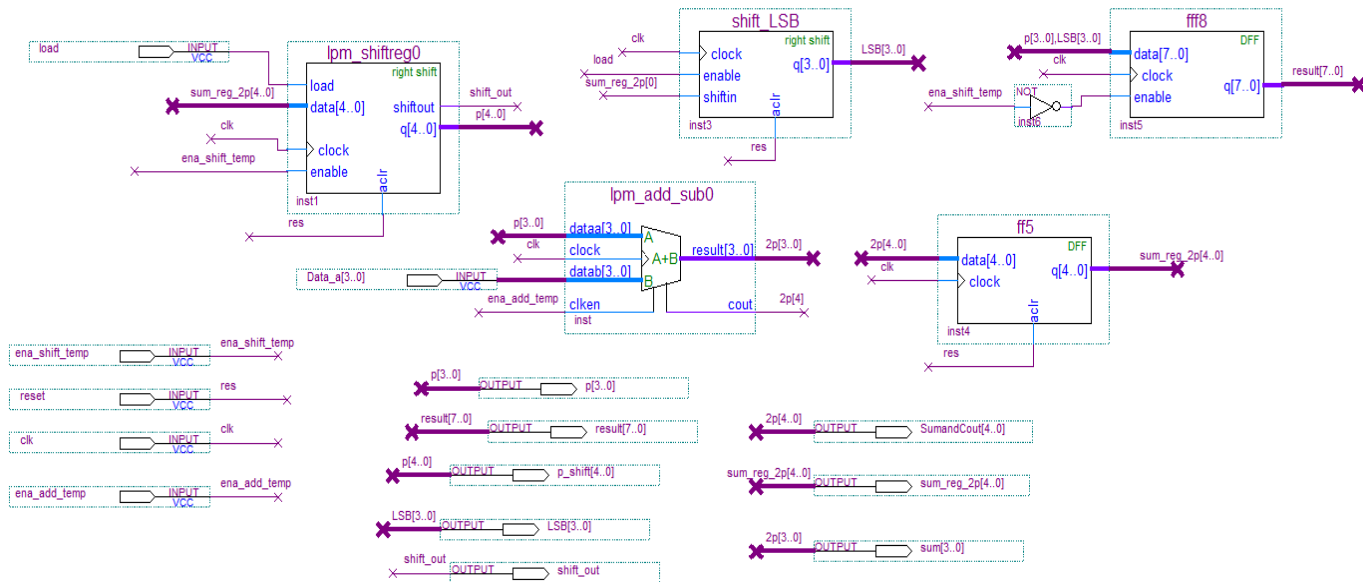 load
INPUT
VCC
lpm_shiftreg0
right shift
load
sum_reg_2p[4..0]
data[4..0]
shiftout
shift_out
q[4..0]
p[4..0]
clk
clock
ena_shift_temp
enable
aclr
inst1
res
shift_LSB
right shift
clk
clock
load
enable
sum_reg_2p[0]
shiftin
q[3..0]
LSB[3..0]
aclr
inst3
res
fff8
DFF
p[3..0],LSB[3..0]
data[7..0]
clk
clock
q[7..0]
result[7..0]
ena_shift_temp
NOT
inst6
enable
inst5
lpm_add_sub0
p[3..0]
dataa[3..0]
A
clk
clock
A+B
result[3..0]
2p[3..0]
Data_a[3..0]
INPUT
VCC
datab[3..0]
B
ena_add_temp
clken
cout
2p[4]
inst
ff5
DFF
2p[4..0]
data[4..0]
q[4..0]
sum_reg_2p[4..0]
clk
clock
aclr
inst4
res
ena_shift_temp
INPUT
VCC
ena_shift_temp
reset
INPUT
VCC
res
clk
INPUT
VCC
clk
ena_add_temp
INPUT
VCC
ena_add_temp
p[3..0]
OUTPUT
p[3..0]
result[7..0]
OUTPUT
result[7..0]
p[4..0]
OUTPUT
p_shift[4..0]
LSB[3..0]
OUTPUT
LSB[3..0]
shift_out
OUTPUT
shift_out
2p[4..0]
OUTPUT
SumandCout[4..0]
sum_reg_2p[4..0]
OUTPUT
sum_reg_2p[4..0]
2p[3..0]
OUTPUT
sum[3..0]